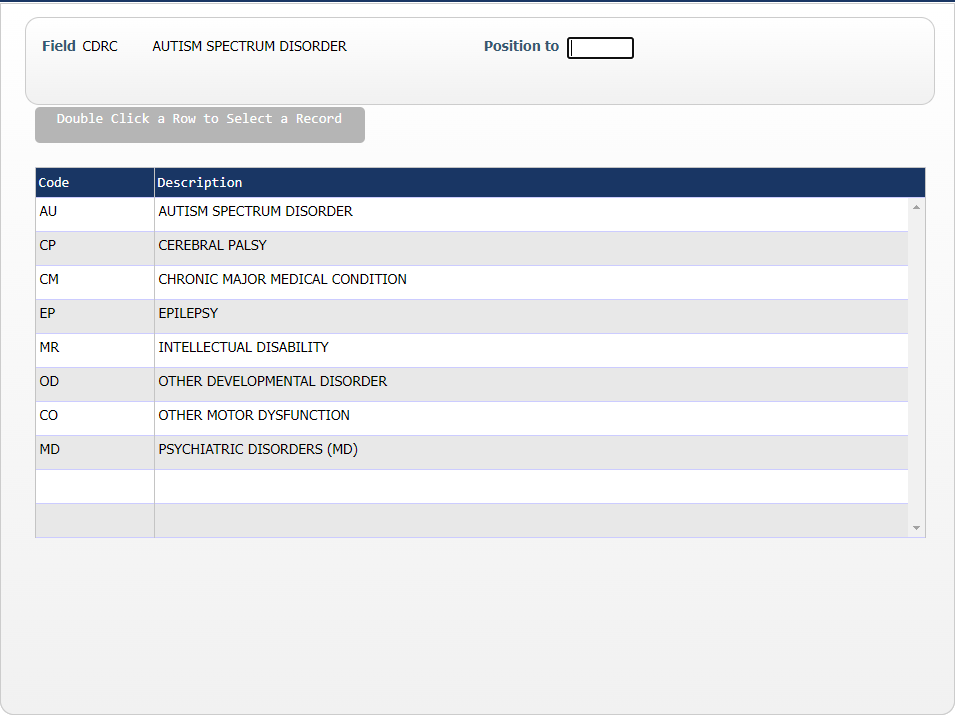 Field CDRC AUTISM SPECTRUM DISORDER Position to
Double Click a Row to Select a Record
Code Description
AU AUTISM SPECTRUM DISORDER
CP CEREBRAL PALSY
CM CHRONIC MAJOR MEDICAL CONDITION
EP EPILEPSY
MR INTELLECTUAL DISABILITY
OD OTHER DEVELOPMENTAL DISORDER
CO OTHER MOTOR DYSFUNCTION
MD PSYCHIATRIC DISORDERS (MD)